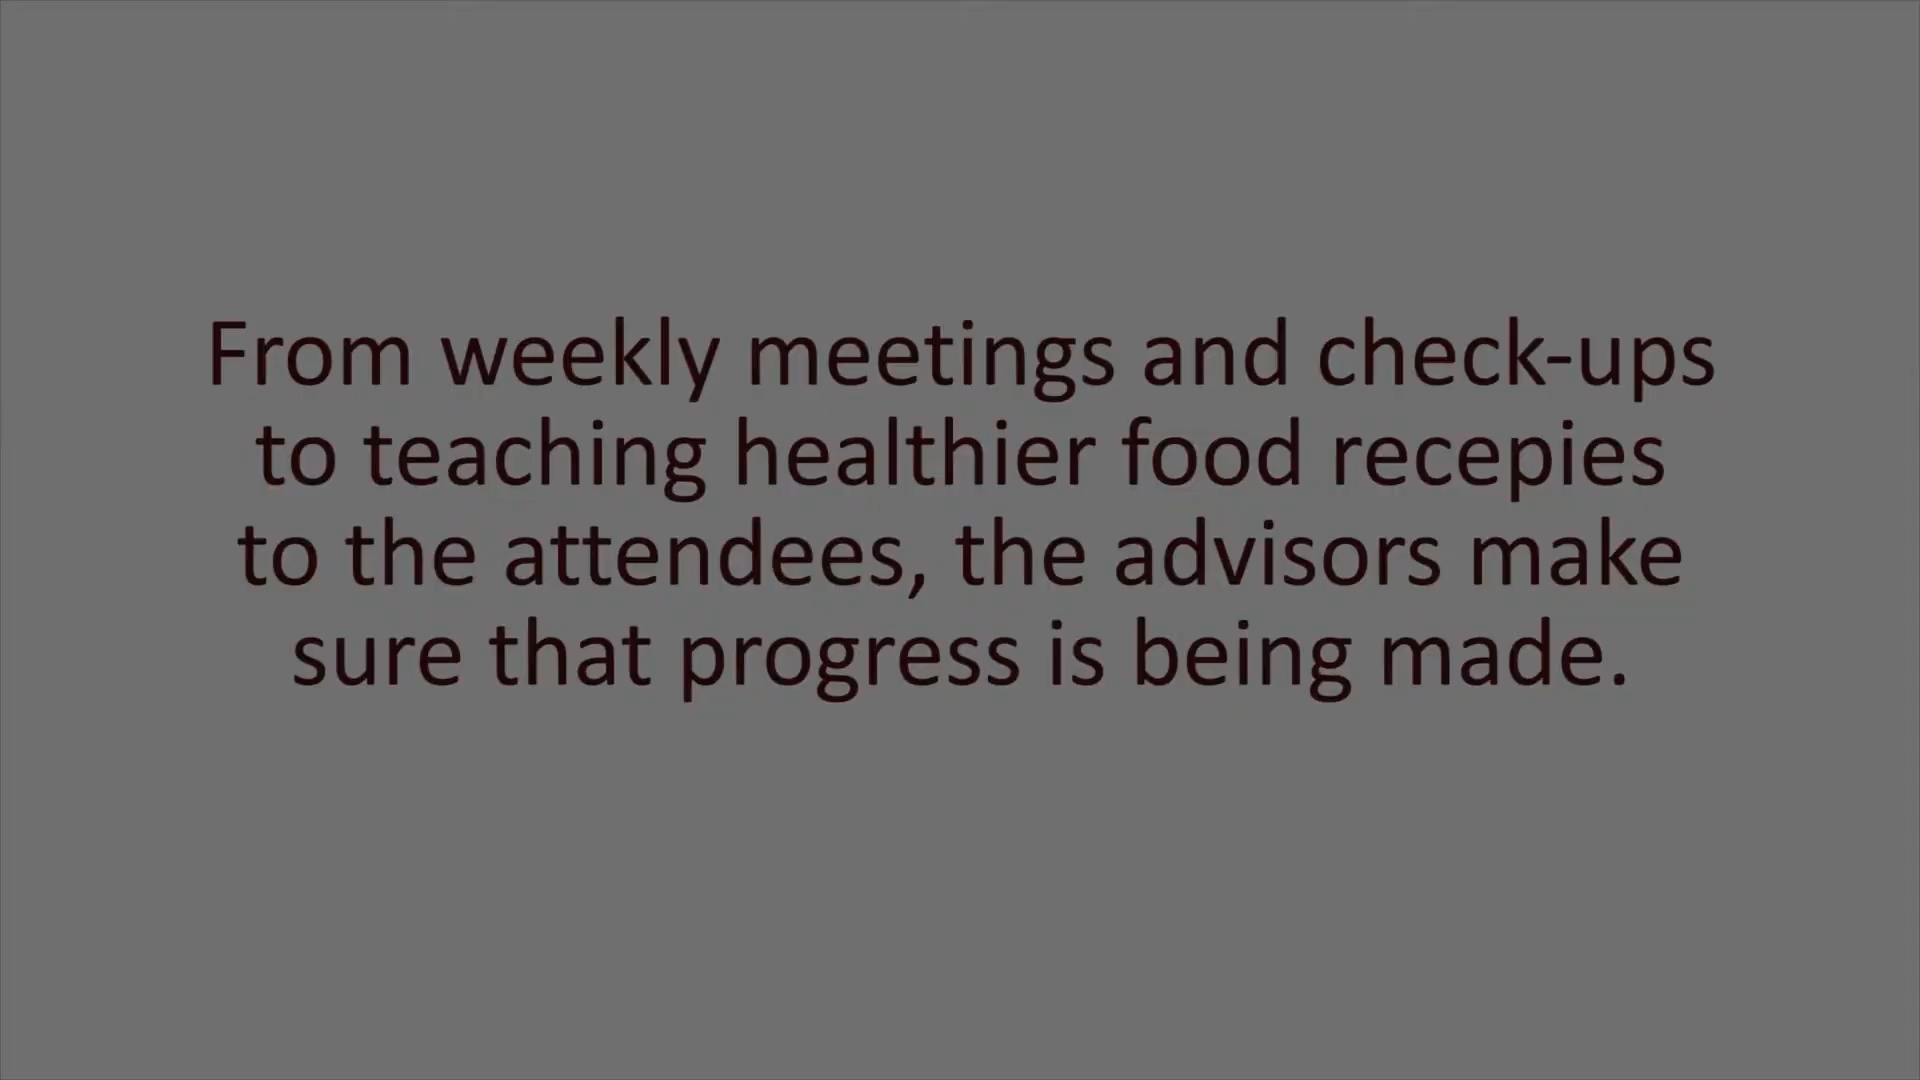 From weekly meetings and check-ups
to teaching healthier food recepies
to the attendees, the advisors make
sure that progress is being made.